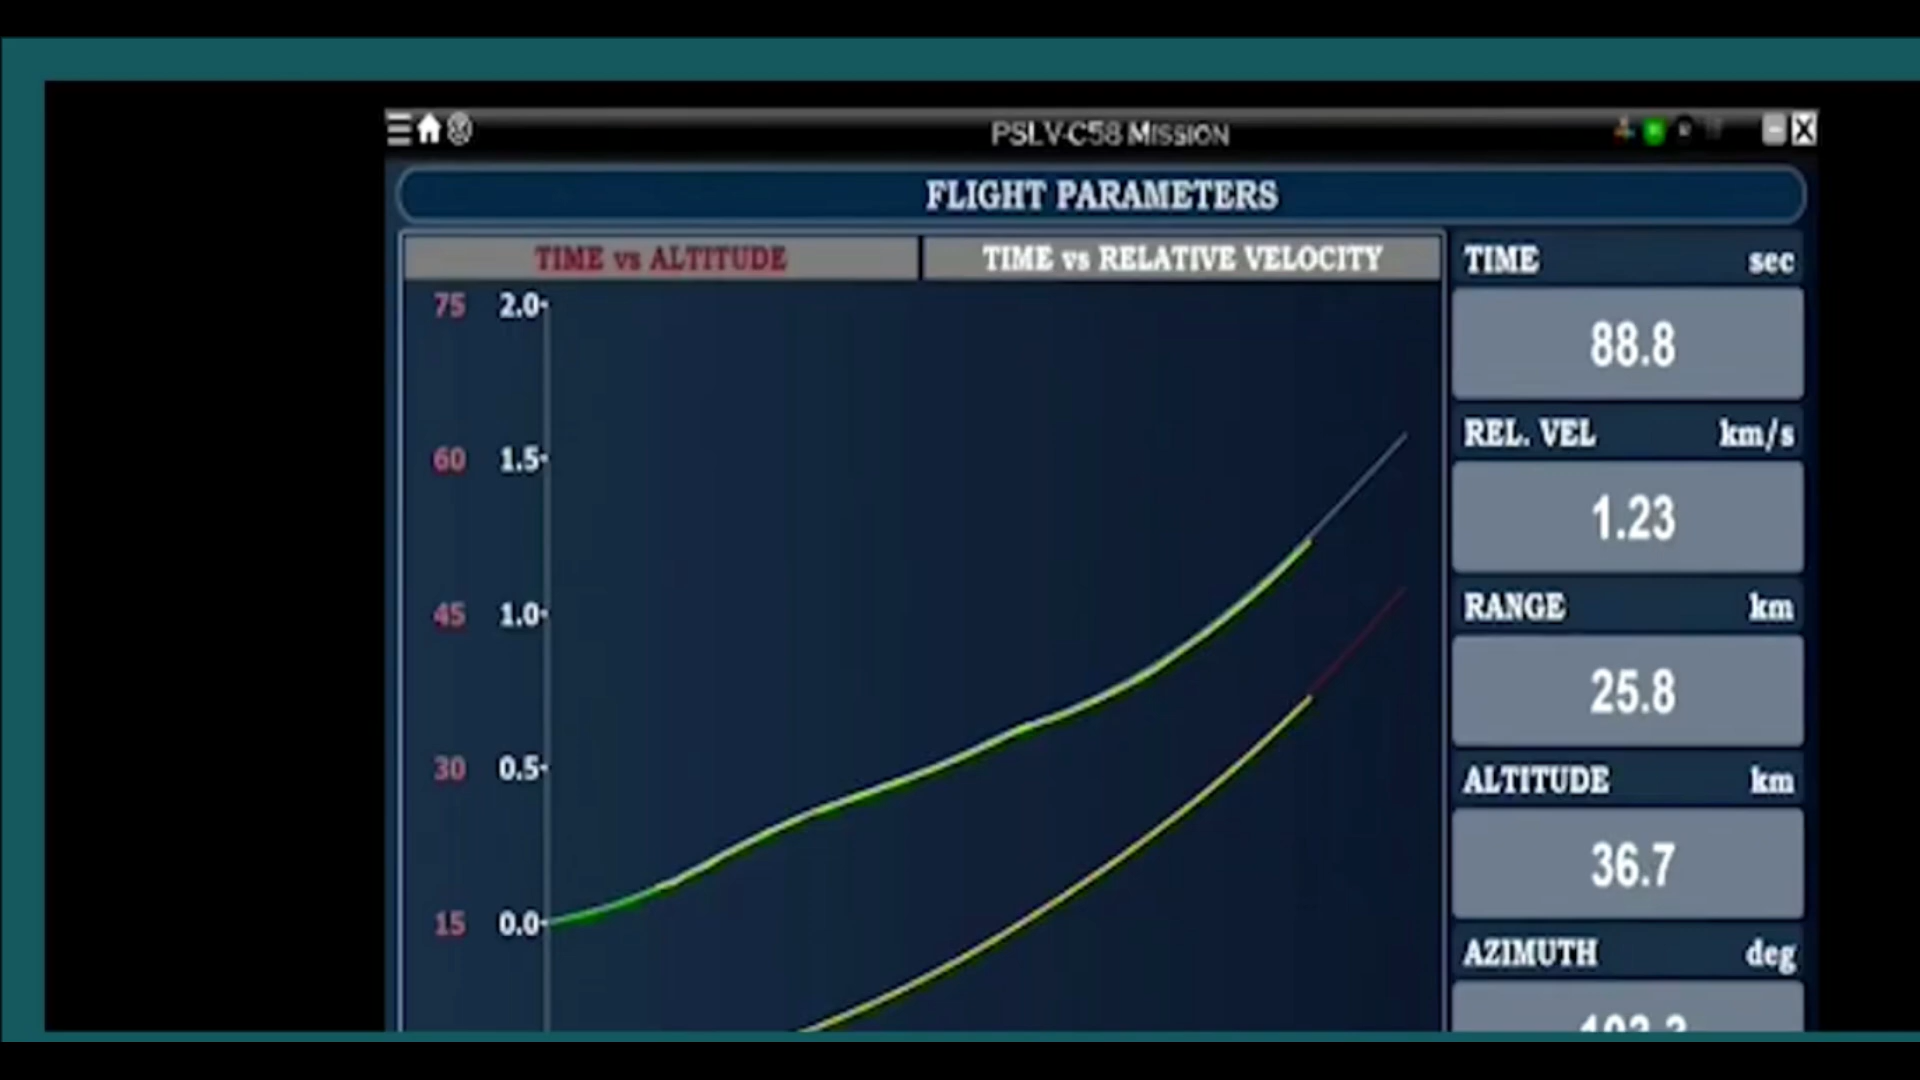 PSLV-C58 MISSION
FLIGHT PARAMETERS
TIME vs ALTITUDE
TIME vs RELATIVE VELOCITY
75 2.0
60 1.5
45 1.0
30 0.5
15 0.0
TIME sec
88.8
REL. VEL km/s
1.23
RANGE km
25.8
ALTITUDE km
36.7
AZIMUTH deg